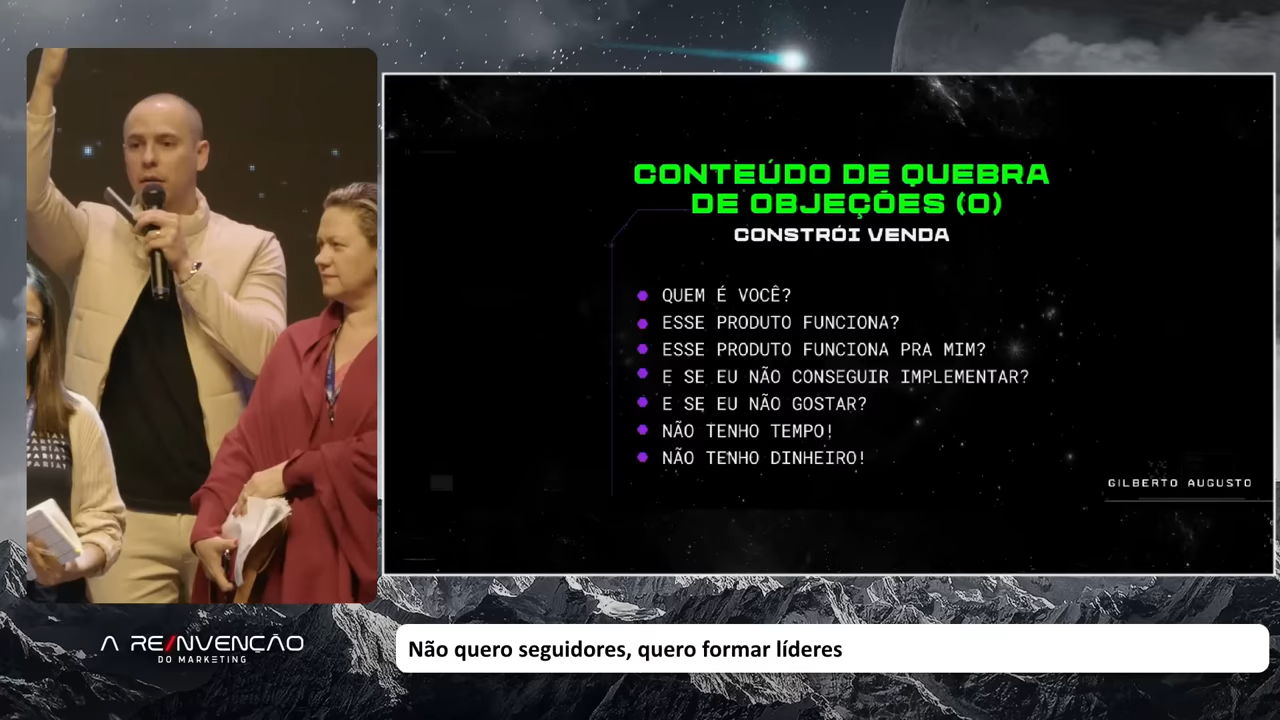 CONTEÚDO DE QUEBRA
DE OBJEÇÕES (O)
CONSTRÓI VENDA
QUEM É VOCÊ?
ESSE PRODUTO FUNCIONA?
ESSE PRODUTO FUNCIONA PRA MIM?
E SE EU NÃO CONSEGUIR IMPLEMENTAR?
E SE EU NÃO GOSTAR?
NÃO TENHO TEMPO!
NÃO TENHO DINHEIRO!
GILBERTO AUGUSTO
A RE/NVENÇÃO
DO MARKETING
Não quero seguidores, quero formar líderes